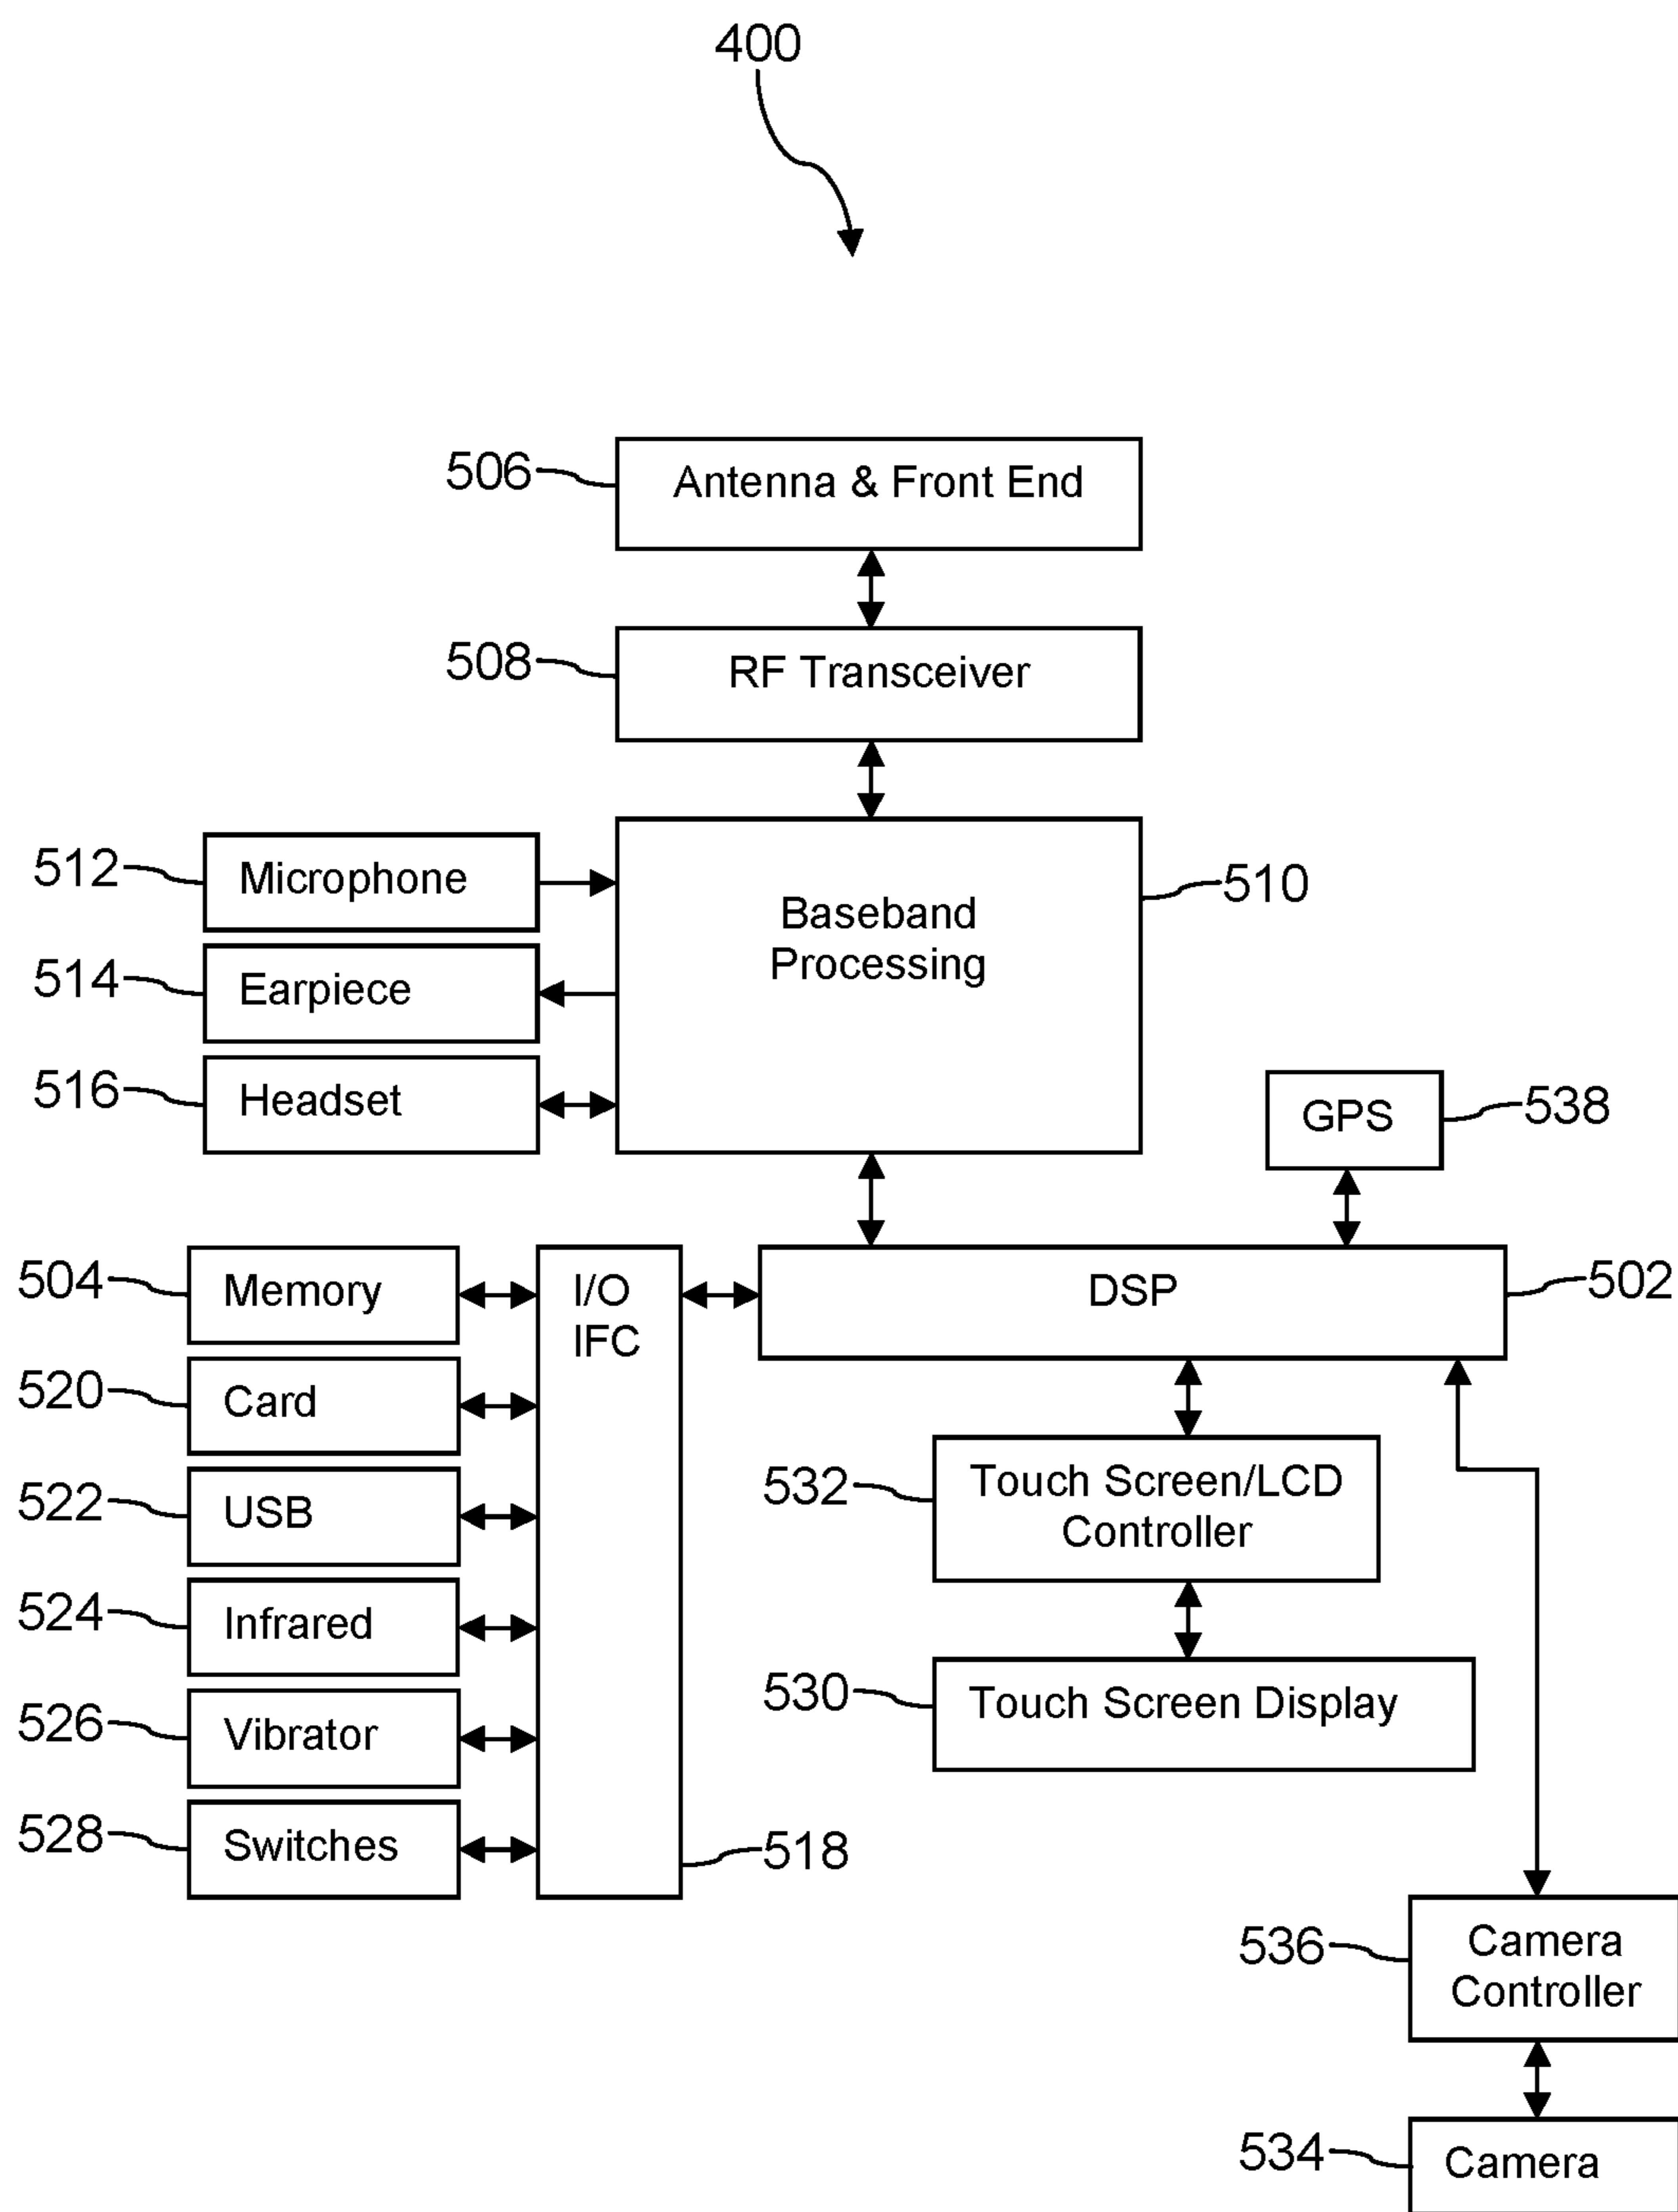 400
506
Antenna & Front End
508
RF Transceiver
512
Microphone
510
Baseband
Processing
514
Earpiece
516
Headset
GPS
538
504
Memory
I/O
IFC
DSP
502
520
Card
532
Touch Screen/LCD
Controller
522
USB
524
Infrared
530
Touch Screen Display
526
Vibrator
528
Switches
518
536
Camera
Controller
534
Camera